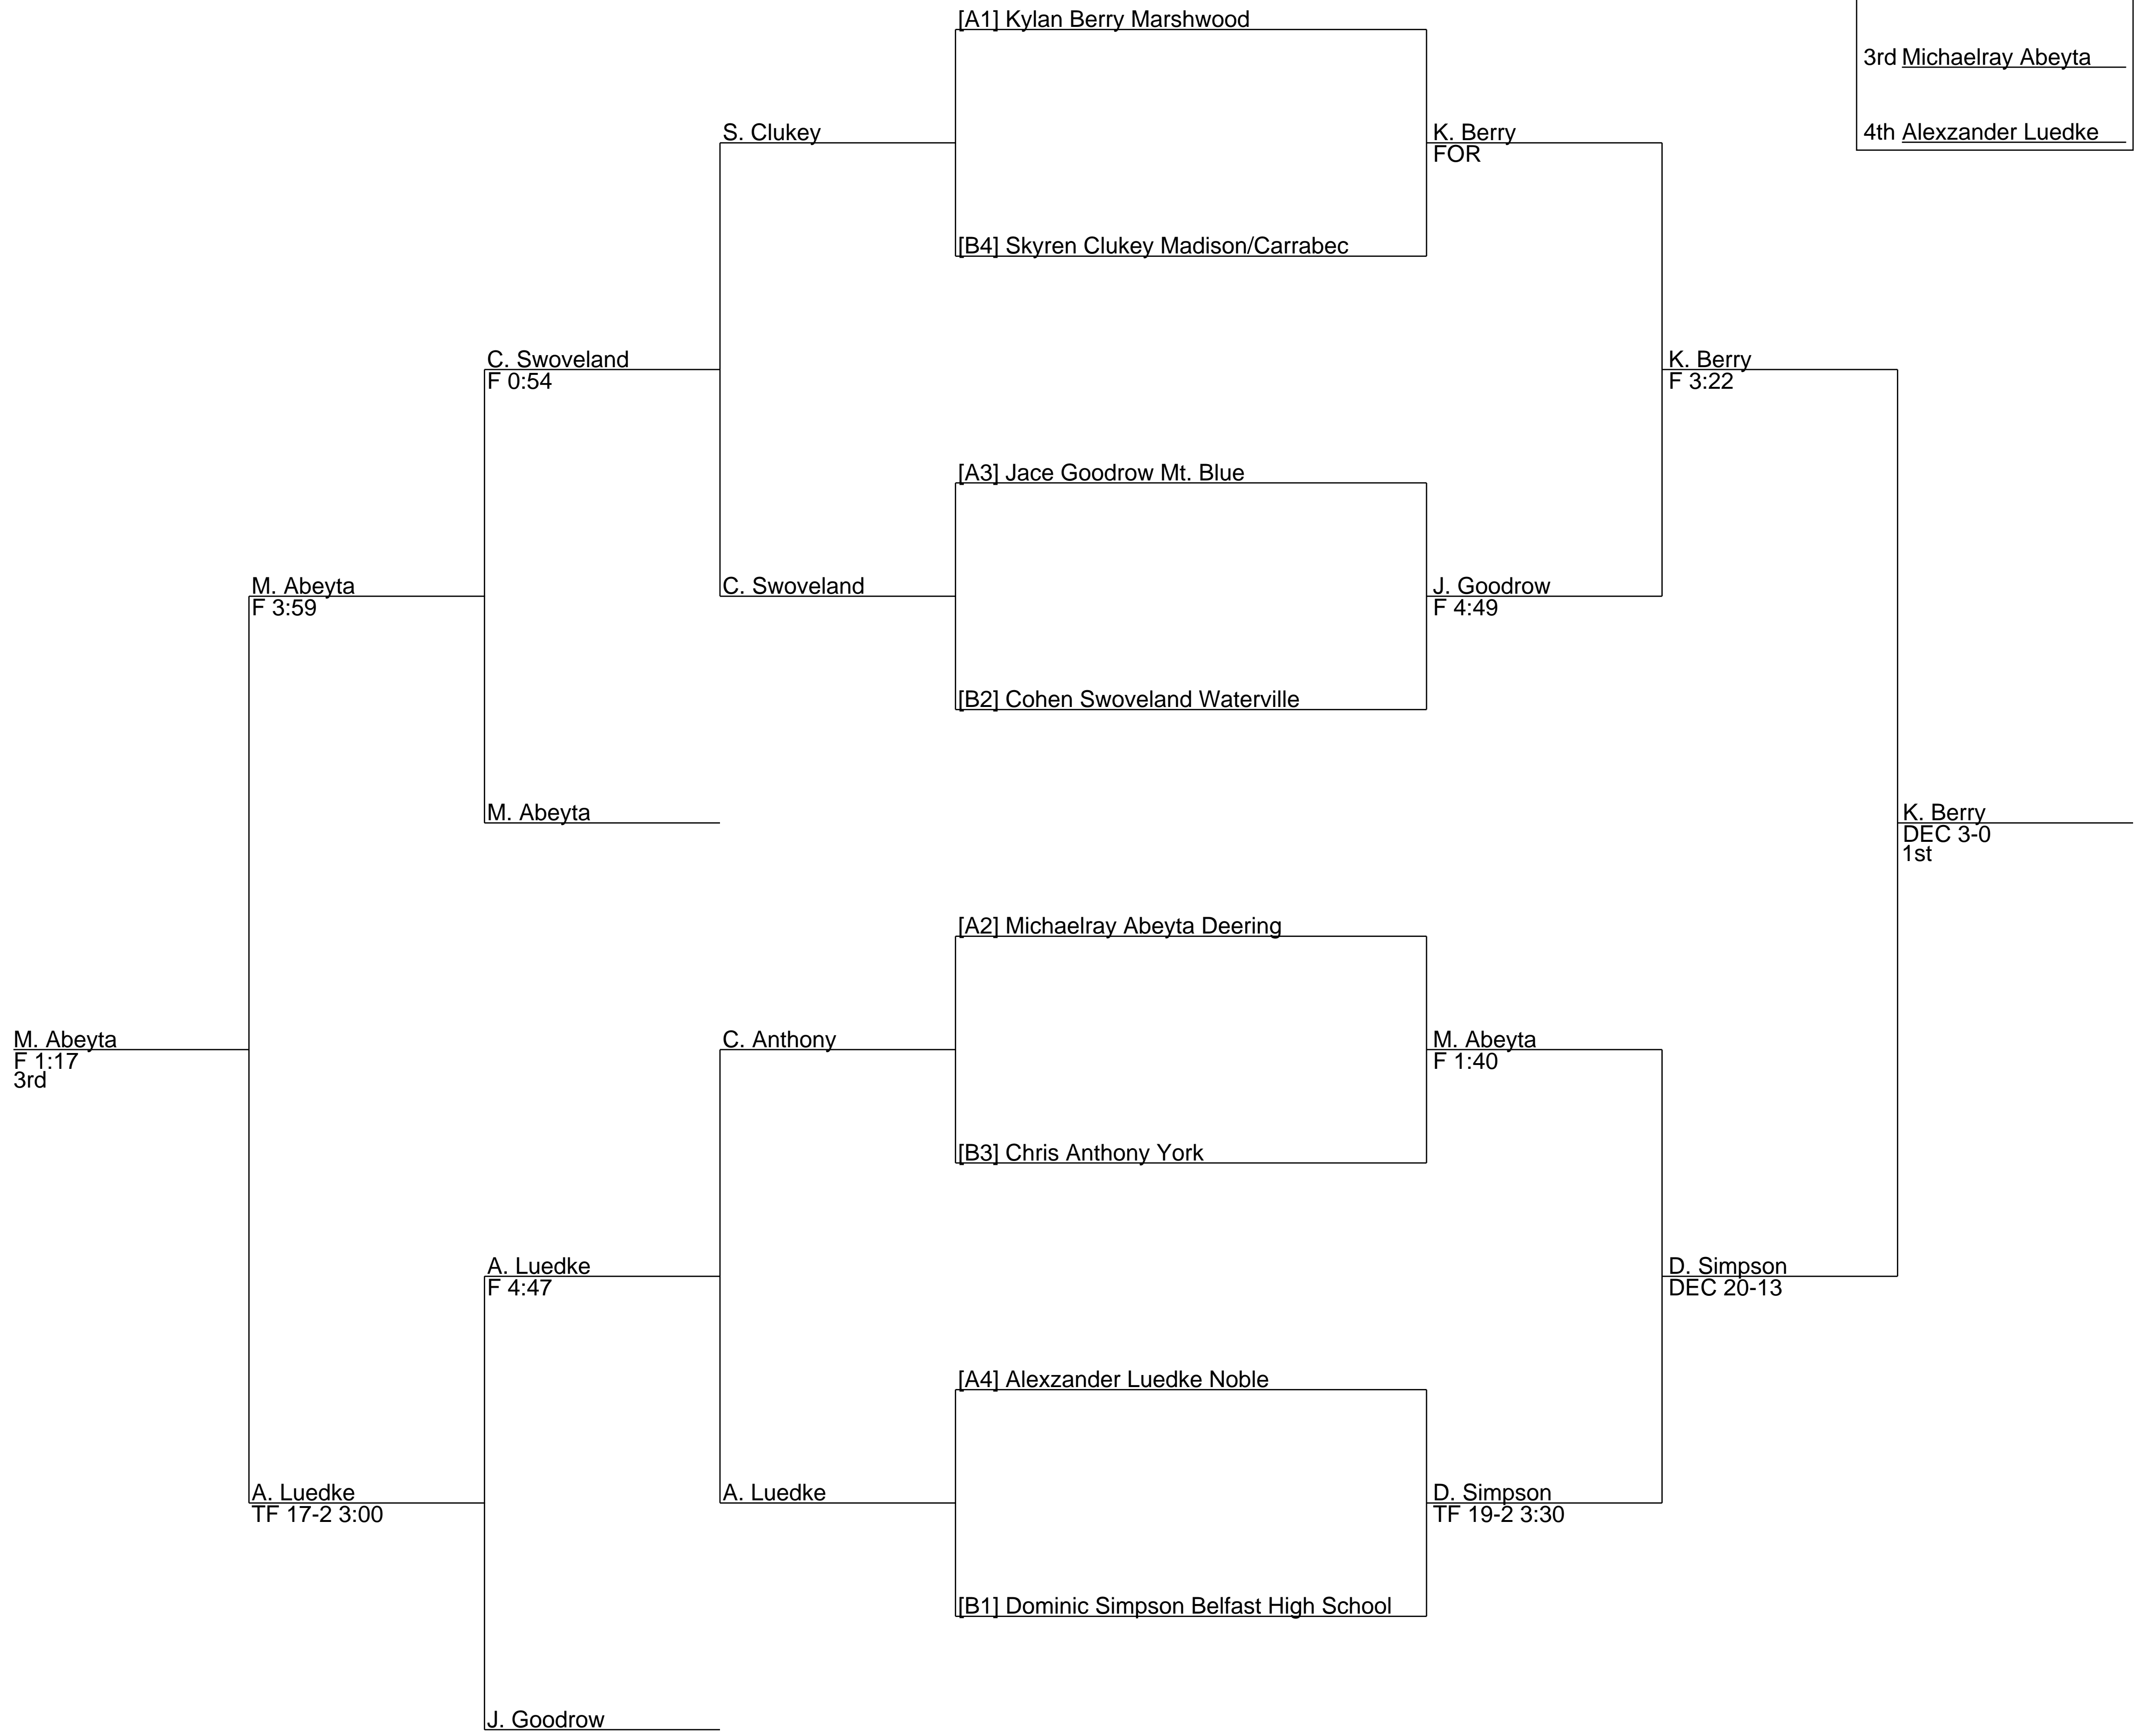 [A1] Kylan Berry Marshwood
3rd Michaelray Abeyta
S. Clukey
K. Berry
FOR
4th Alexzander Luedke
[B4] Skyren Clukey Madison/Carrabec
C. Swoveland
F 0:54
K. Berry
F 3:22
[A3] Jace Goodrow Mt. Blue
M. Abeyta
F 3:59
C. Swoveland
J. Goodrow
F 4:49
[B2] Cohen Swoveland Waterville
M. Abeyta
K. Berry
DEC 3-0
1st
[A2] Michaelray Abeyta Deering
M. Abeyta
F 1:17
3rd
C. Anthony
M. Abeyta
F 1:40
[B3] Chris Anthony York
A. Luedke
F 4:47
D. Simpson
DEC 20-13
[A4] Alexzander Luedke Noble
A. Luedke
TF 17-2 3:00
A. Luedke
D. Simpson
TF 19-2 3:30
[B1] Dominic Simpson Belfast High School
J. Goodrow